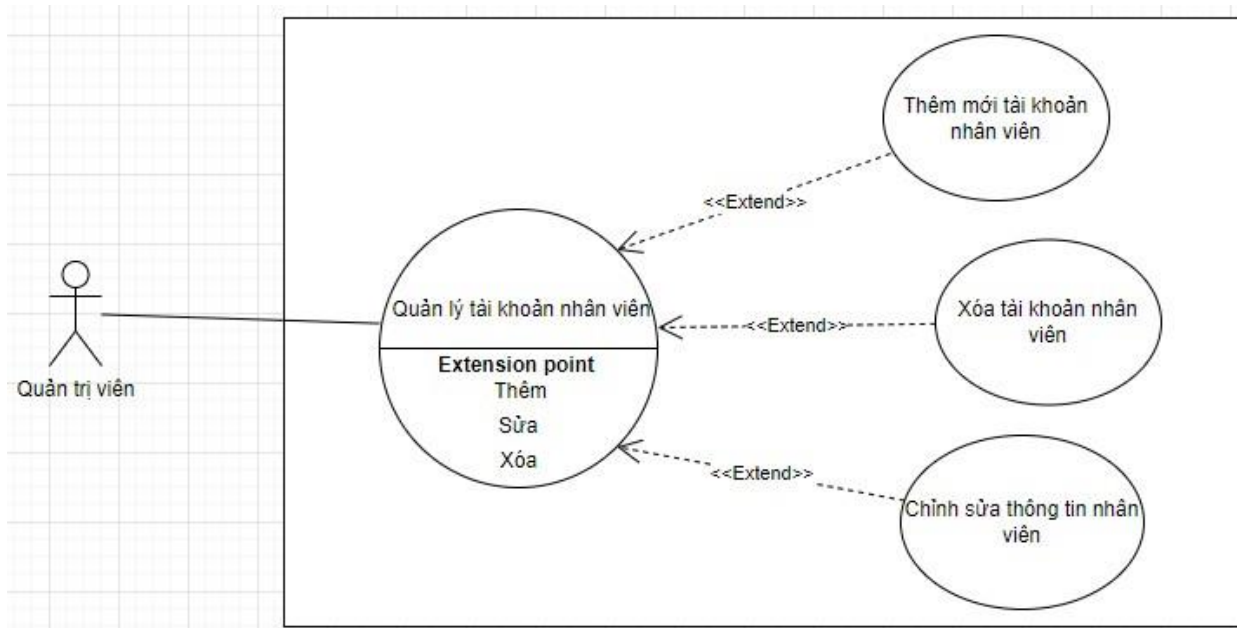 Quản trị viên
Quản lý tài khoản nhân viên
Extension point
Thêm
Sửa
Xóa
<<Extend>>
Thêm mới tài khoản
nhân viên
<<Extend>>
Xóa tài khoản nhân
viên
<<Extend>>
Chỉnh sửa thông tin nhân
viên